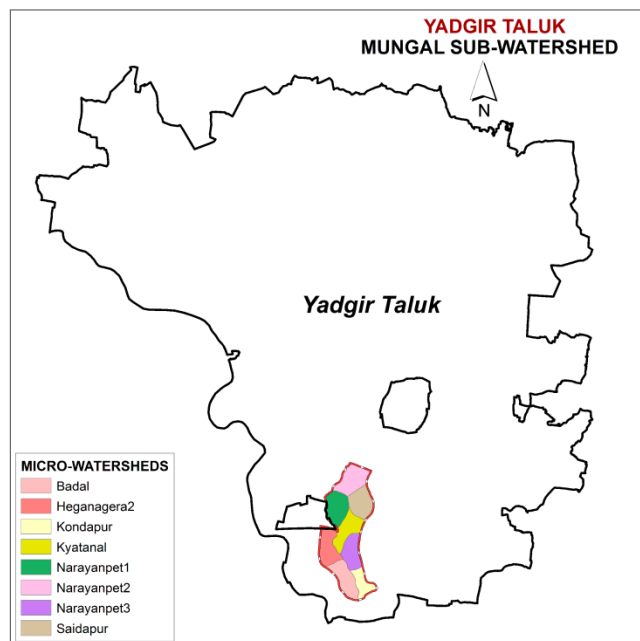 YADGIR TALUK
MUNGAL SUB-WATERSHED
N
Yadgir Taluk
MICRO-WATERSHEDS
Badal
Heganagera2
Kondapur
Kyatanal
Narayanpet1
Narayanpet2
Narayanpet3
Saidapur